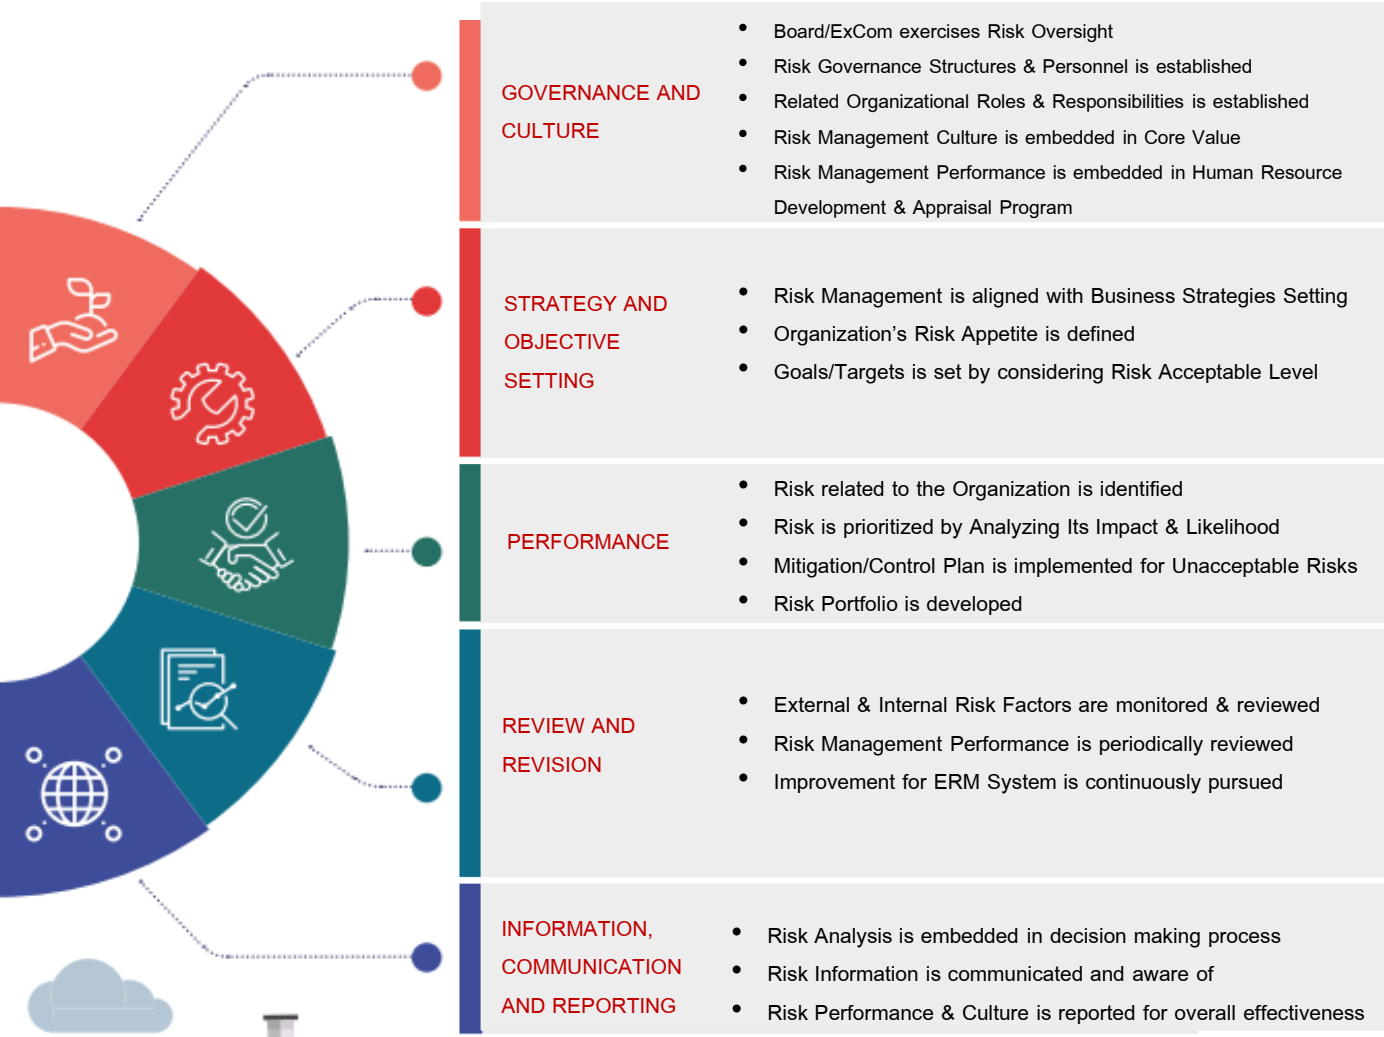 GOVERNANCE AND
CULTURE
• Board/ExCom exercises Risk Oversight
• Risk Governance Structures & Personnel is established
• Related Organizational Roles & Responsibilities is established
• Risk Management Culture is embedded in Core Value
• Risk Management Performance is embedded in Human Resource
Development & Appraisal Program
STRATEGY AND
OBJECTIVE
SETTING
• Risk Management is aligned with Business Strategies Setting
• Organization’s Risk Appetite is defined
• Goals/Targets is set by considering Risk Acceptable Level
PERFORMANCE
• Risk related to the Organization is identified
• Risk is prioritized by Analyzing Its Impact & Likelihood
• Mitigation/Control Plan is implemented for Unacceptable Risks
• Risk Portfolio is developed
REVIEW AND
REVISION
• External & Internal Risk Factors are monitored & reviewed
• Risk Management Performance is periodically reviewed
• Improvement for ERM System is continuously pursued
INFORMATION,
COMMUNICATION
AND REPORTING
• Risk Analysis is embedded in decision making process
• Risk Information is communicated and aware of
• Risk Performance & Culture is reported for overall effectiveness